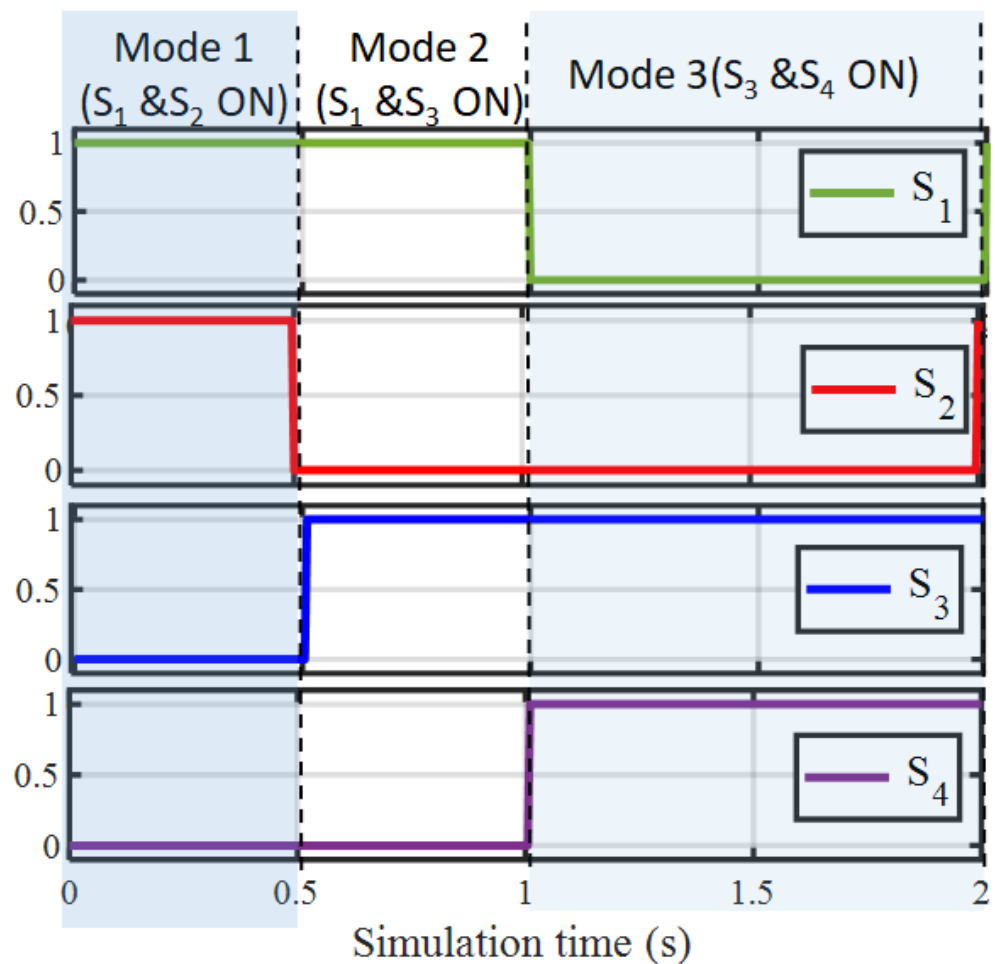 Mode 1
(S₁ &S₂ ON)
Mode 2
(S₁ &S₃ ON)
Mode 3(S₃ &S₄ ON)
1
0.5
0
S₁
1
0.5
0
S₂
1
0.5
0
S₃
1
0.5
0
S₄
0 0.5 1 1.5 2
Simulation time (s)